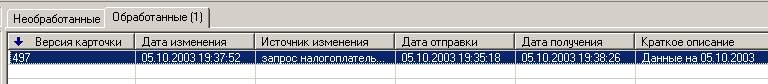 Необработанные Обработанные (1)
Версия карточки Дата изменения Источник изменения Дата отправки Дата получения Краткое описание
497 05.10.2003 19:37:52 запрос налогоплатель... 05.10.2003 19:35:18 05.10.2003 19:38:26 Данные на 05.10.2003